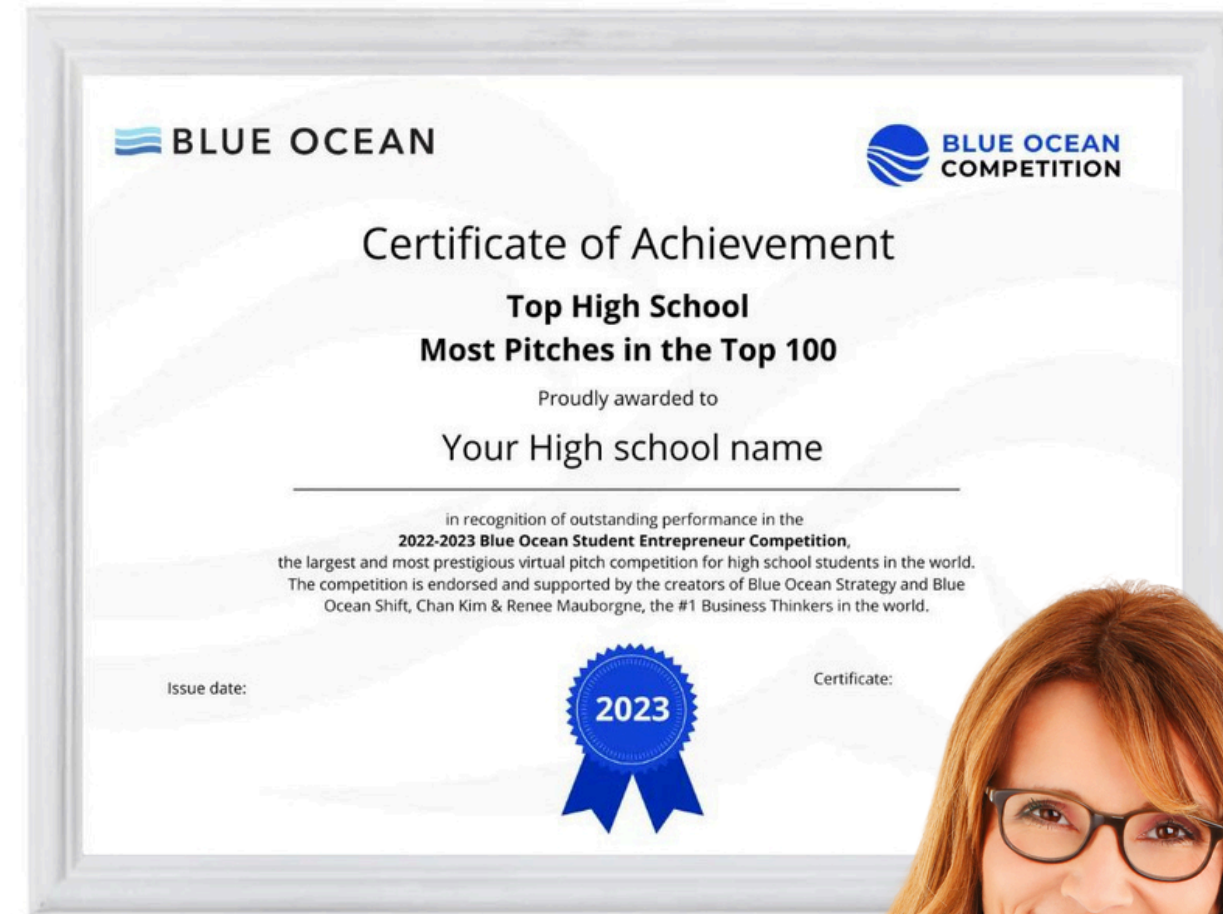 BLUE OCEAN
BLUE OCEAN
COMPETITION
Certificate of Achievement
Top High School
Most Pitches in the Top 100
Proudly awarded to
Your High school name
in recognition of outstanding performance in the
2022-2023 Blue Ocean Student Entrepreneur Competition,
the largest and most prestigious virtual pitch competition for high school students in the world.
The competition is endorsed and supported by the creators of Blue Ocean Strategy and Blue
Ocean Shift, Chan Kim & Renee Mauborgne, the #1 Business Thinkers in the world.
Issue date:
2023
Certificate: